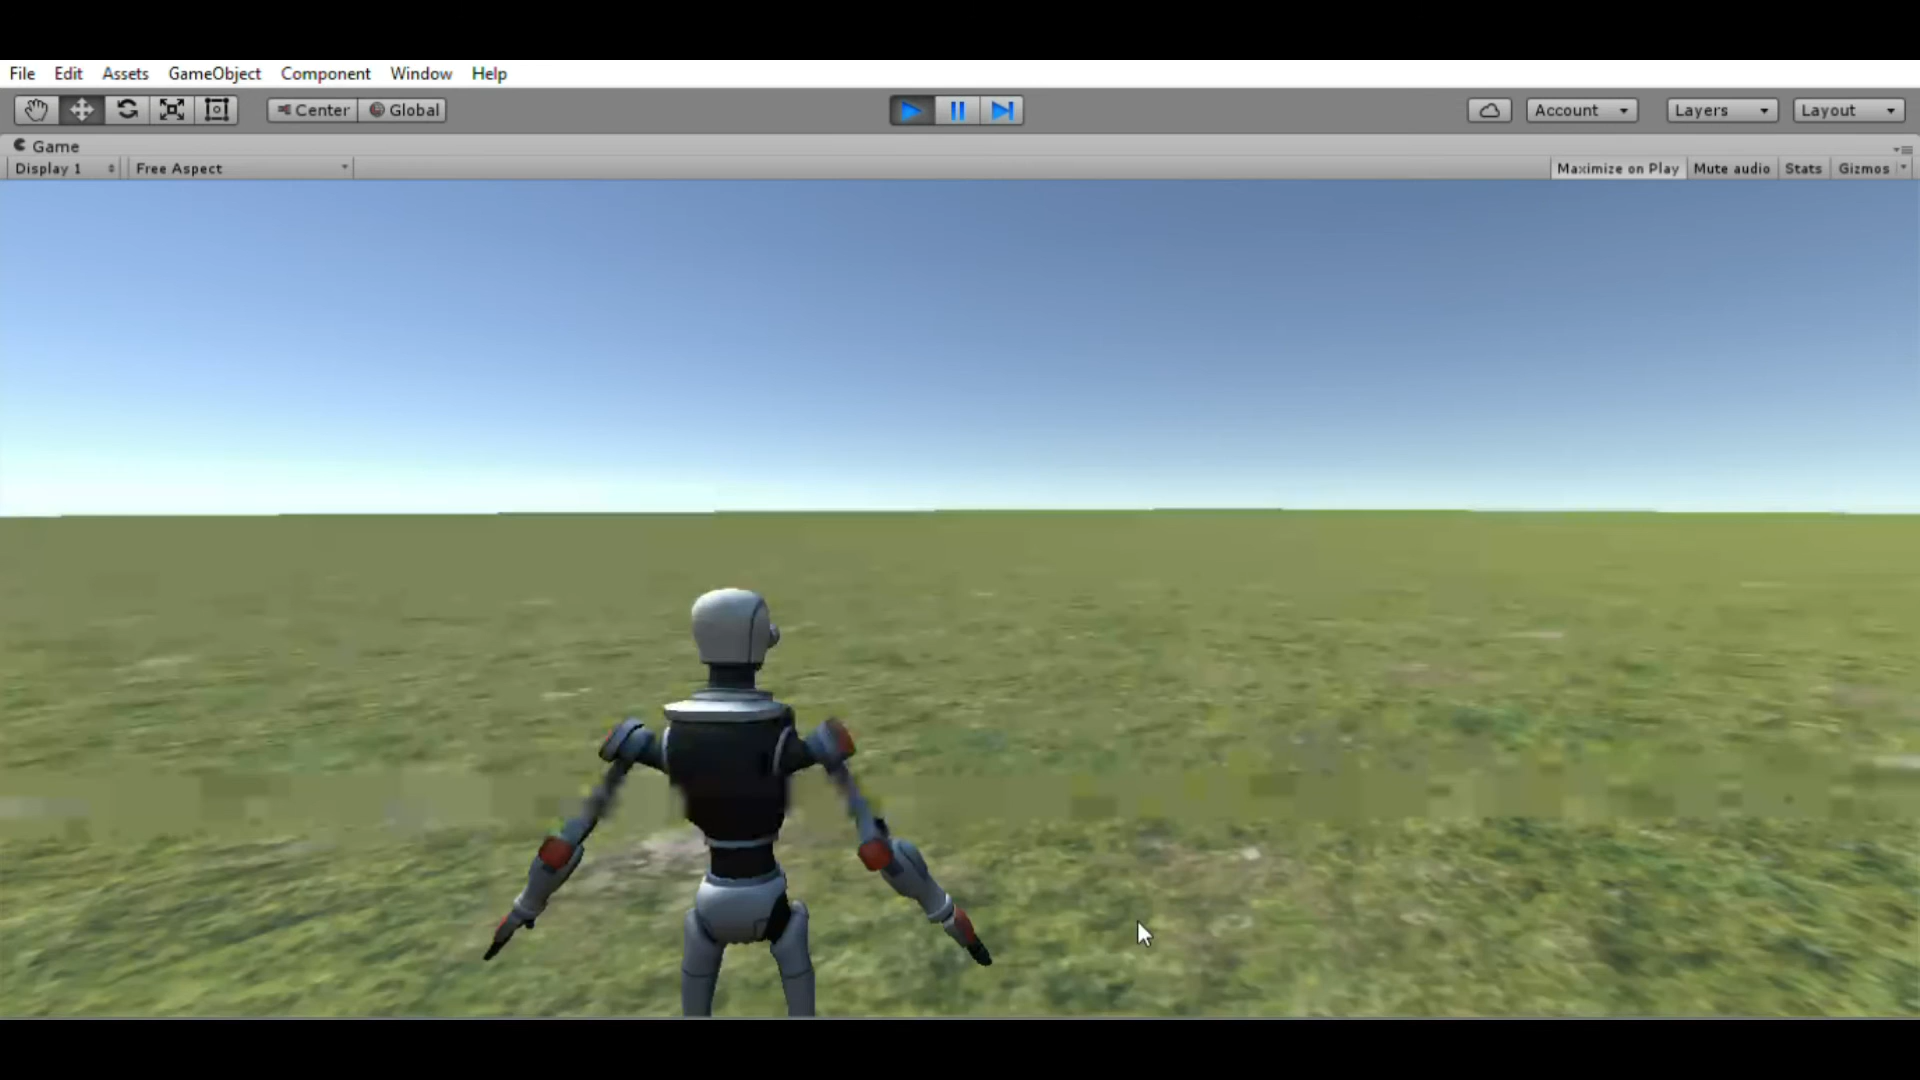 File Edit Assets GameObject Component Window Help
Center Global Account Layers Layout
Game
Display 1 Free Aspect Maximize on Play Mute audio Stats Gizmos